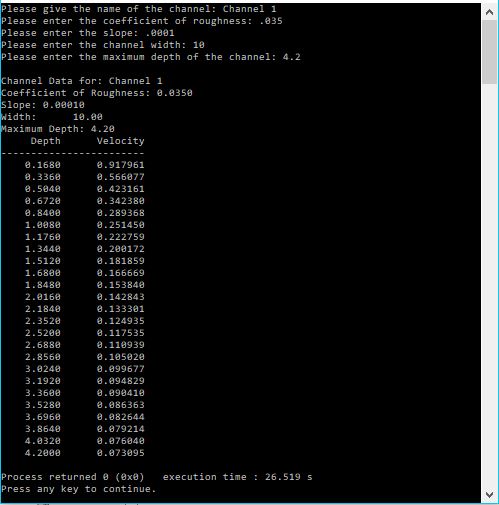 Please give the name of the channel: Channel 1
Please enter the coefficient of roughness: .035
Please enter the slope: .0001
Please enter the channel width: 10
Please enter the maximum depth of the channel: 4.2
Channel Data for: Channel 1
Coefficient of Roughness: 0.0350
Slope: 0.00010
Width:      10.00
Maximum Depth: 4.20
     Depth      Velocity
------------------------
    0.1680      0.917961
    0.3360      0.566077
    0.5040      0.423161
    0.6720      0.342380
    0.8400      0.289368
    1.0080      0.251450
    1.1760      0.222759
    1.3440      0.200172
    1.5120      0.181859
    1.6800      0.166669
    1.8480      0.153840
    2.0160      0.142843
    2.1840      0.133301
    2.3520      0.124935
    2.5200      0.117535
    2.6880      0.110939
    2.8560      0.105020
    3.0240      0.099677
    3.1920      0.094829
    3.3600      0.090410
    3.5280      0.086363
    3.6960      0.082644
    3.8640      0.079214
    4.0320      0.076040
    4.2000      0.073095
Process returned 0 (0x0)   execution time : 26.519 s
Press any key to continue.